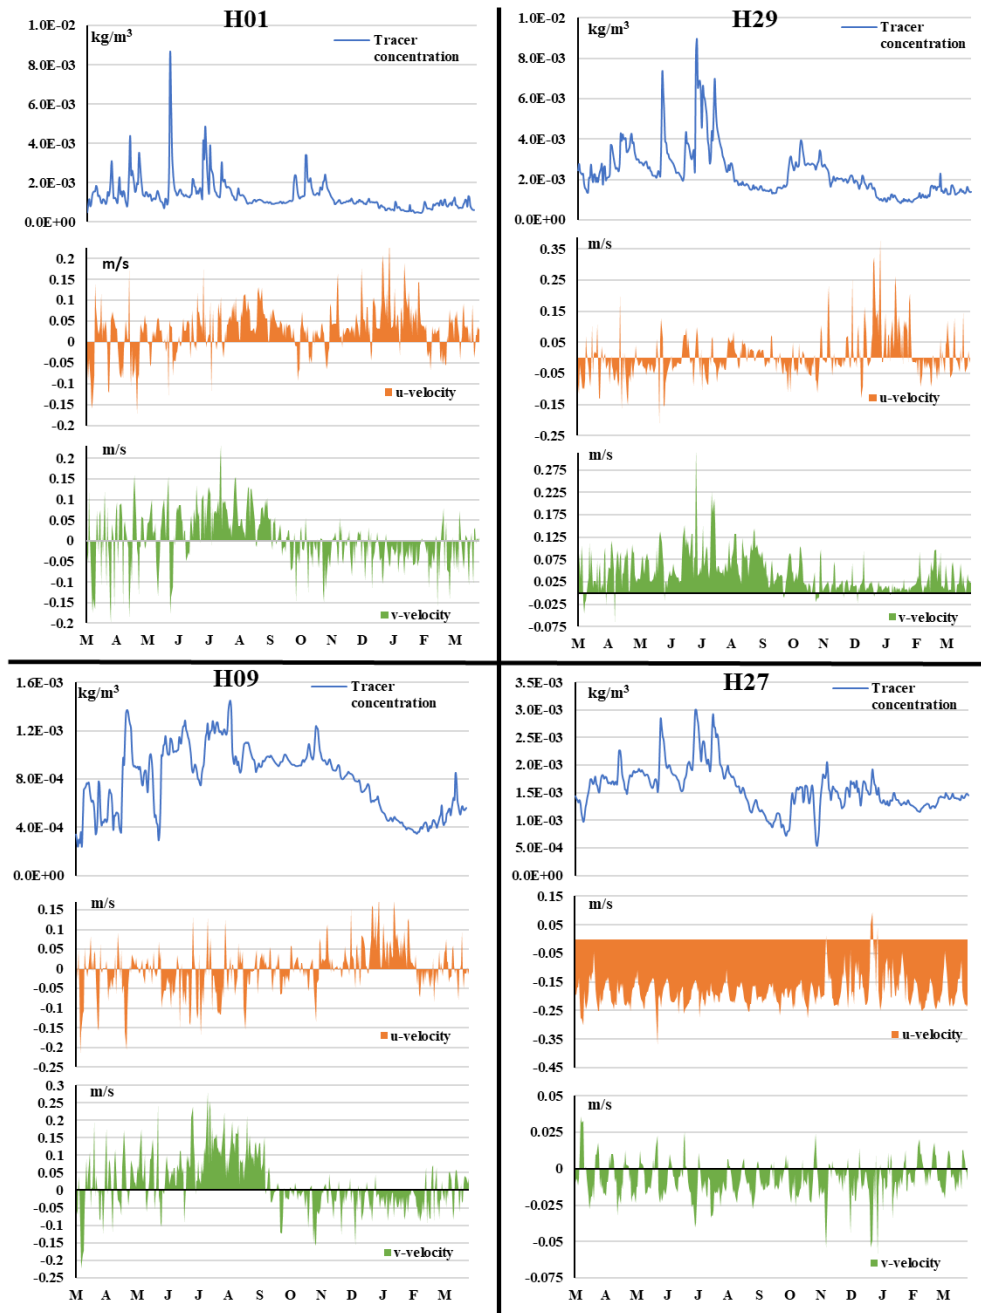 H01
1.0E-02
kg/m³
Tracer
concentration
8.0E-03
6.0E-03
4.0E-03
2.0E-03
0.0E+00
m/s
0.2
0.15
0.1
0.05
0
-0.05
-0.1
-0.15
-0.2
u-velocity
m/s
0.2
0.15
0.1
0.05
0
-0.05
-0.1
-0.15
-0.2
v-velocity
M A M J J A S O N D J F M
H29
1.0E-02
kg/m³
Tracer
concentration
8.0E-03
6.0E-03
4.0E-03
2.0E-03
0.0E+00
m/s
0.35
0.25
0.15
0.05
-0.05
-0.15
-0.25
u-velocity
m/s
0.275
0.225
0.175
0.125
0.075
0.025
-0.025
-0.075
v-velocity
M A M J J A S O N D J F M
H09
1.6E-03
kg/m³
Tracer
concentration
1.2E-03
8.0E-04
4.0E-04
0.0E+00
m/s
0.15
0.1
0.05
0
-0.05
-0.1
-0.15
-0.2
-0.25
u-velocity
m/s
0.3
0.25
0.2
0.15
0.1
0.05
0
-0.05
-0.1
-0.15
-0.2
-0.25
v-velocity
M A M J J A S O N D J F M
H27
3.5E-03
kg/m³
Tracer
concentration
3.0E-03
2.5E-03
2.0E-03
1.5E-03
1.0E-03
5.0E-04
0.0E+00
m/s
0.15
0.05
-0.05
-0.15
-0.25
-0.35
-0.45
u-velocity
m/s
0.05
0.025
0
-0.025
-0.05
-0.075
v-velocity
M A M J J A S O N D J F M